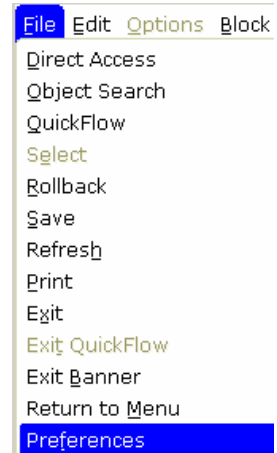 File Edit Options Block
Direct Access
Object Search
QuickFlow
Select
Rollback
Save
Refresh
Print
Exit
Exit QuickFlow
Exit Banner
Return to Menu
Preferences